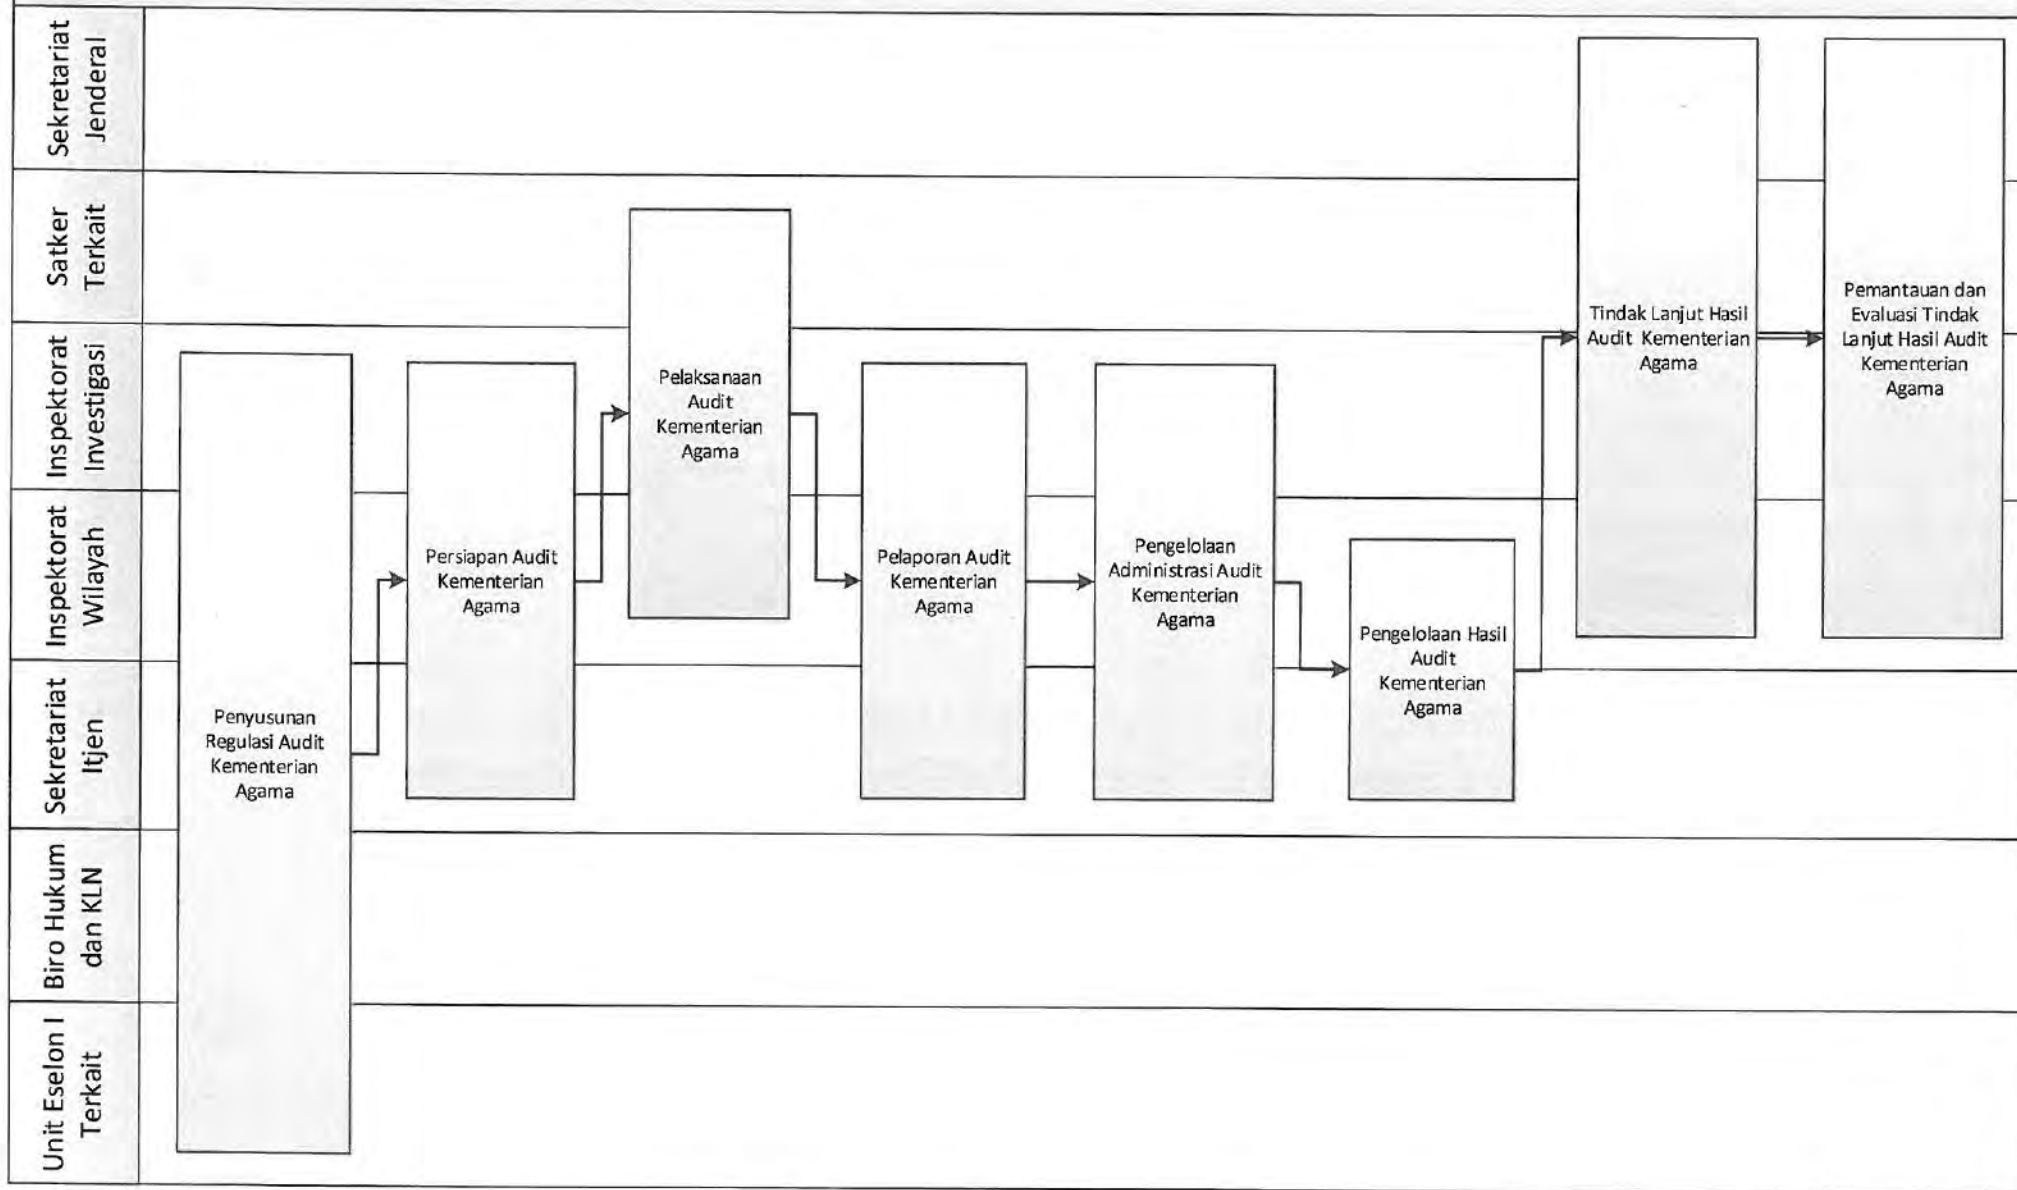 Sekretariat
Jenderal
Satker
Terkait
Inspektorat
Investigasi
Inspektorat
Wilayah
Sekretariat
Itjen
Biro Hukum
dan KLN
Unit Eselon I
Terkait
Penyusunan
Regulasi Audit
Kementerian
Agama
Persiapan Audit
Kementerian
Agama
Pelaksanaan
Audit
Kementerian
Agama
Pelaporan Audit
Kementerian
Agama
Pengelolaan
Administrasi Audit
Kementerian
Agama
Pengelolaan Hasil
Audit
Kementerian
Agama
Tindak Lanjut Hasil
Audit Kementerian
Agama
Pemantauan dan
Evaluasi Tindak
Lanjut Hasil Audit
Kementerian
Agama